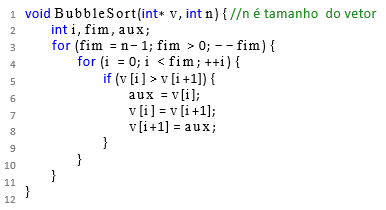 1 void BubbleSort(int* v, int n) { //n é tamanho do vetor
2 int i, fim, aux;
3 for (fim = n-1; fim > 0; --fim) {
4 for (i = 0; i < fim; ++i) {
5 if (v[i] > v[i+1]) {
6 aux = v[i];
7 v[i] = v[i+1];
8 v[i+1] = aux;
9 }
10 }
11 }
12 }